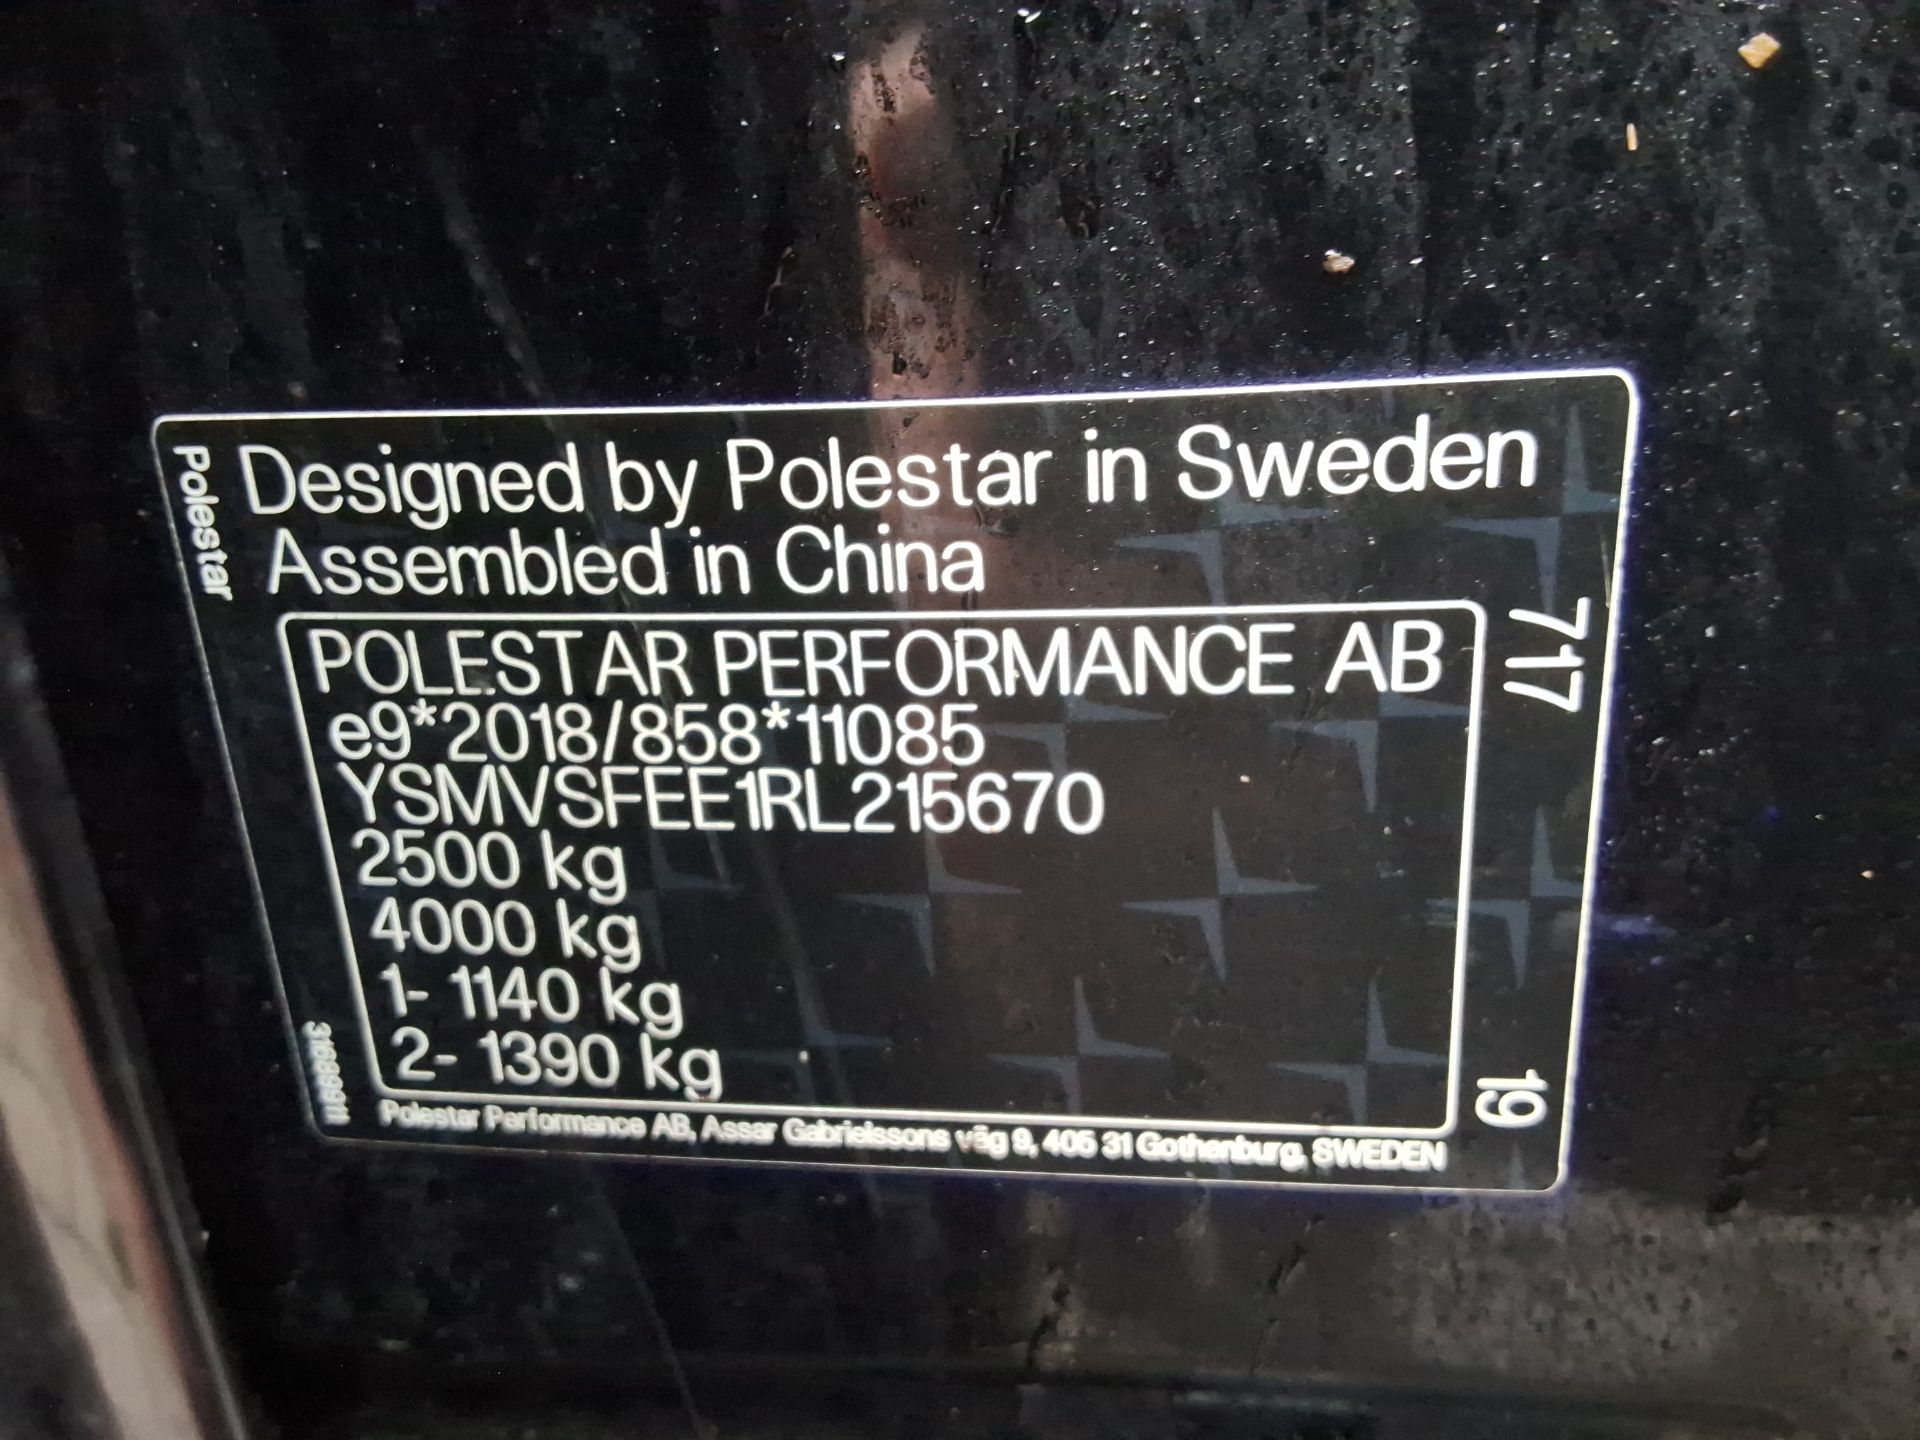 Polestar
Designed by Polestar in Sweden
Assembled in China
POLESTAR PERFORMANCE AB
e9*2018/858*11085
YSMVSFEE1RL215670
2500 kg
4000 kg
1- 1140 kg
2- 1390 kg
717
19
31689911
Polestar Performance AB, Assar Gabrielssons väg 9, 405 31 Gothenburg, SWEDEN